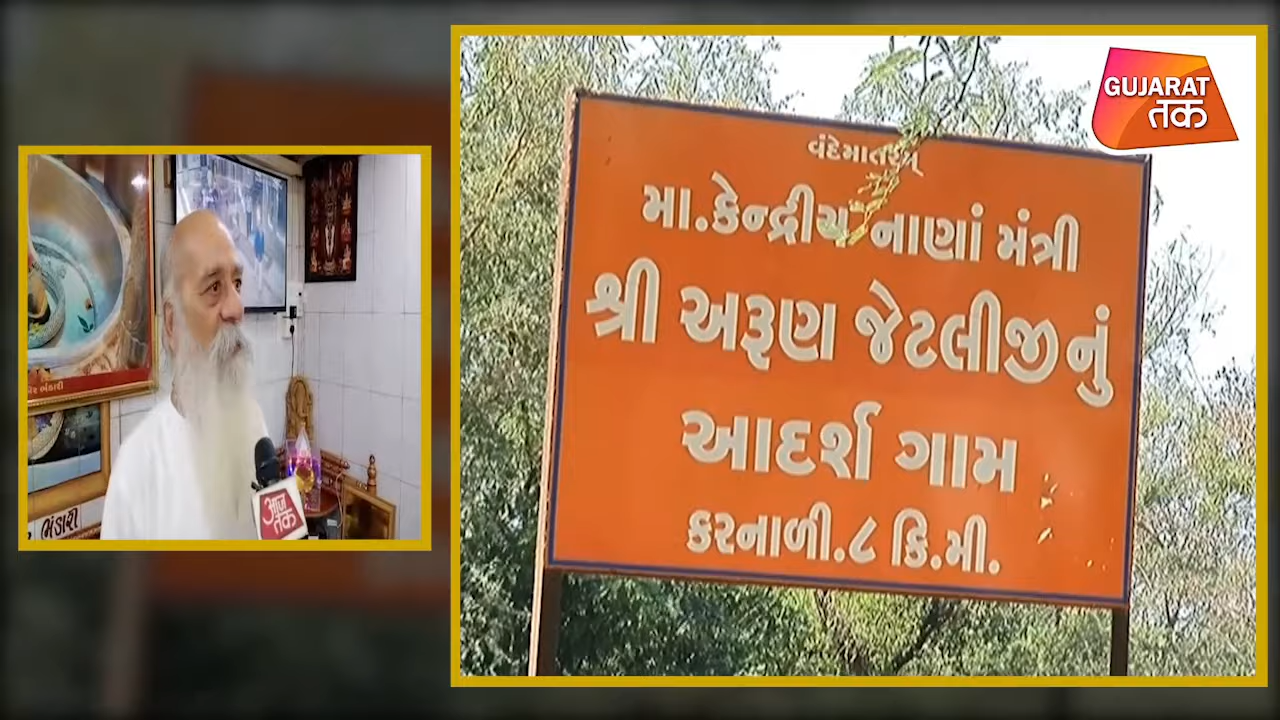 GUJARAT
तक
વંદેમાતરમ્
મા.કેન્દ્રીય નાણાં મંત્રી
શ્રી અરૂણ જેટલીજીનું
આદર્શ ગામ
કરનાળી.૮ કિ.મી.
ભંડારી
ભંડારી
आज
तक